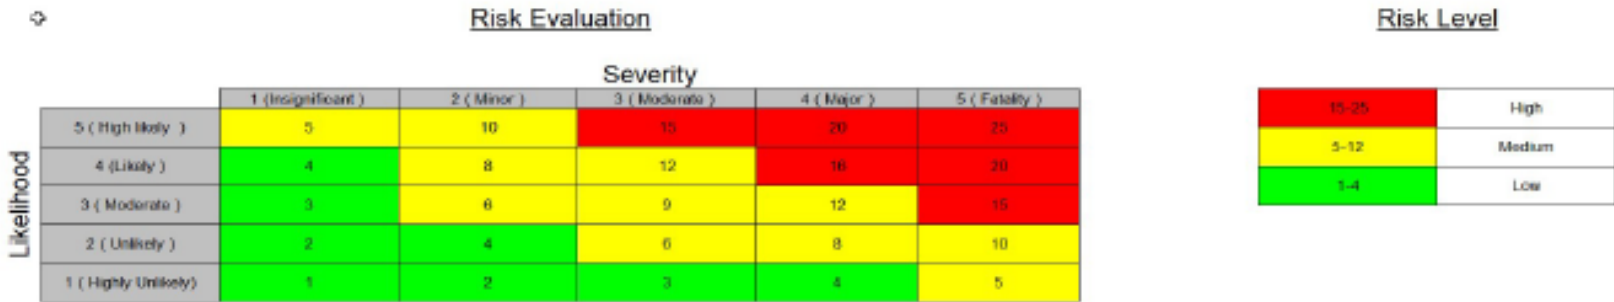 Risk Evaluation
Risk Level
Severity
1 (Insignificant ) 2 ( Minor ) 3 ( Moderate ) 4 ( Major ) 5 ( Fatality )
Likelihood
5 ( High likely ) 5 10 15 20 25
4 (Likely ) 4 8 12 16 20
3 ( Moderate ) 3 6 9 12 15
2 ( Unlikely ) 2 4 6 8 10
1 ( Highly Unlikely) 1 2 3 4 5
15-25 High
5-12 Medium
1-4 Low